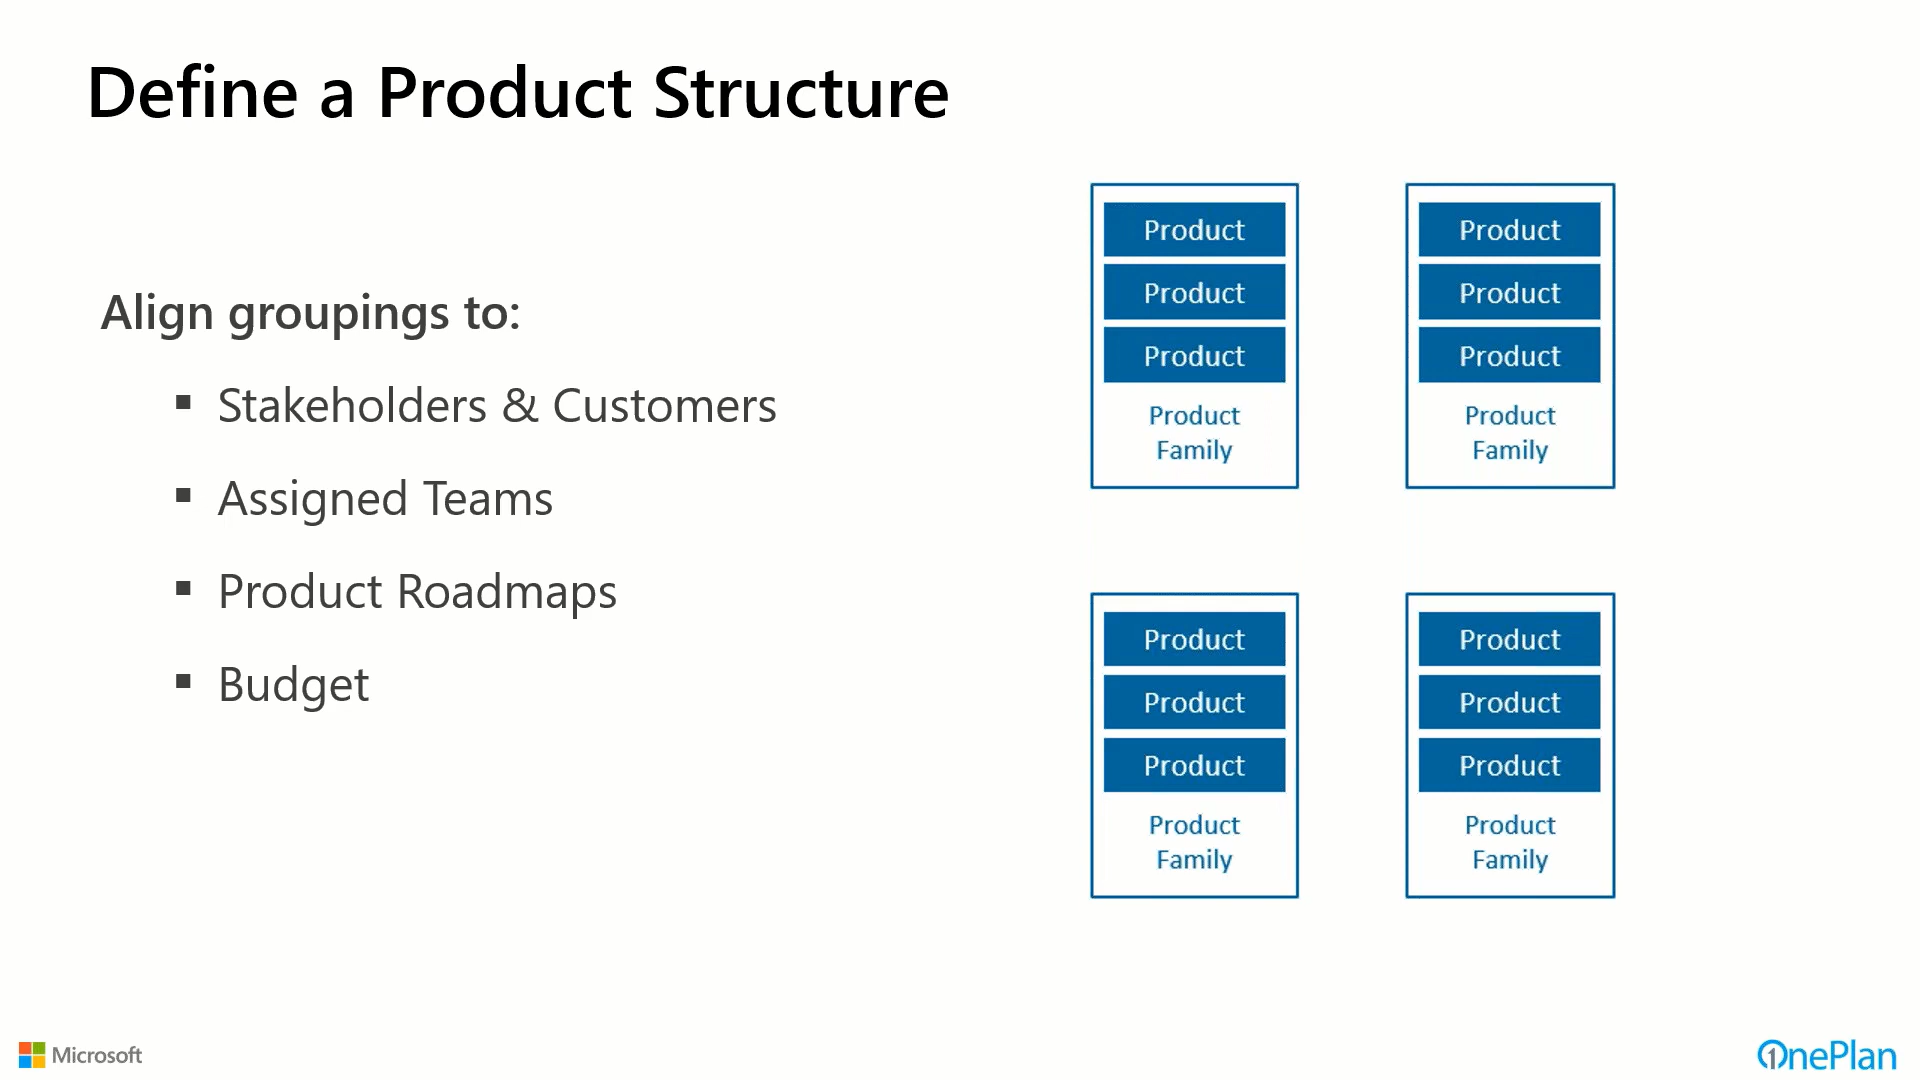 Define a Product Structure
Align groupings to:
▪ Stakeholders & Customers
▪ Assigned Teams
▪ Product Roadmaps
▪ Budget
Product
Product
Product
Product
Family
Product
Product
Product
Product
Family
Product
Product
Product
Product
Family
Product
Product
Product
Product
Family
Microsoft
OnePlan